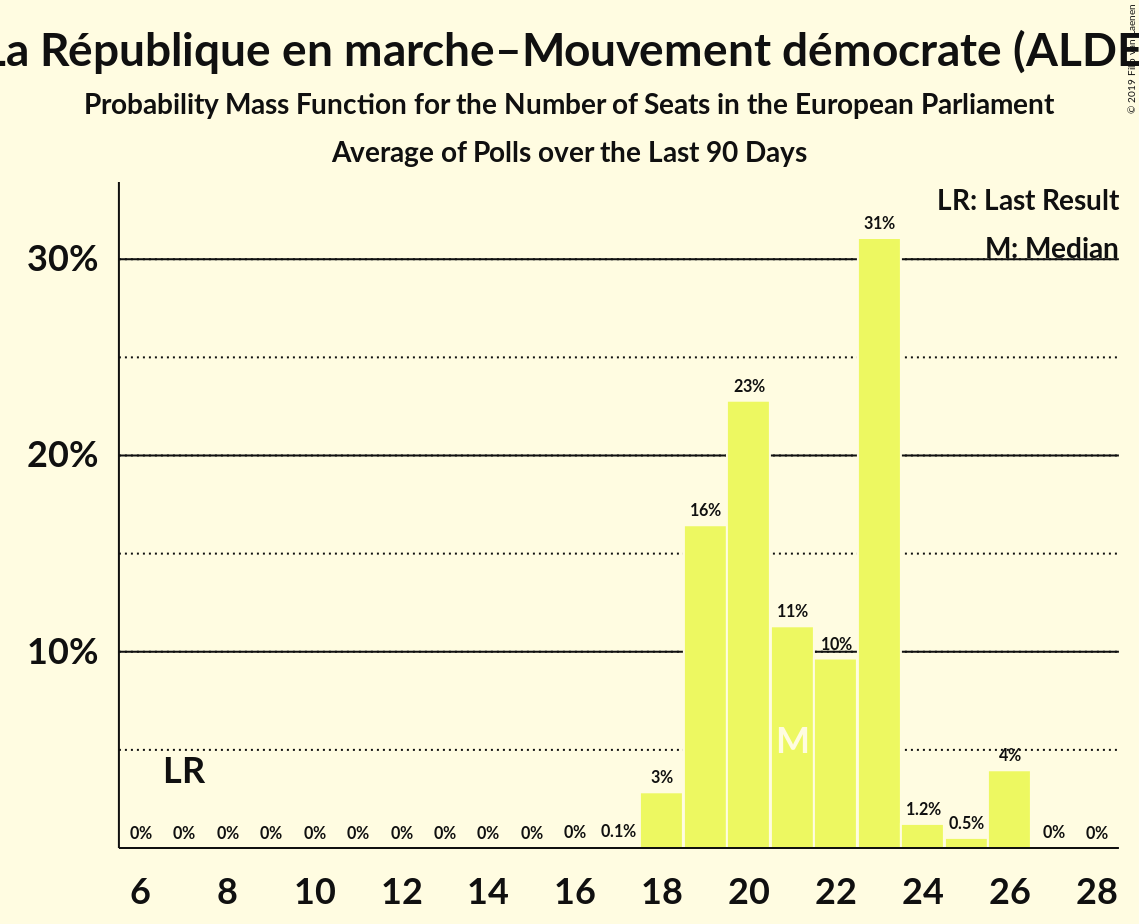 La République en marche–Mouvement démocrate (ALDE
Probability Mass Function for the Number of Seats in the European Parliament
Average of Polls over the Last 90 Days
© 2019 Filip
LR: Last Result
M: Median
30%
20%
10%
31%
23%
16%
11%
10%
3%
4%
1.2%
0.5%
0.1%
M
LR
0% 0% 0% 0% 0% 0% 0% 0% 0% 0% 0% 0% 0%
6 8 10 12 14 16 18 20 22 24 26 28